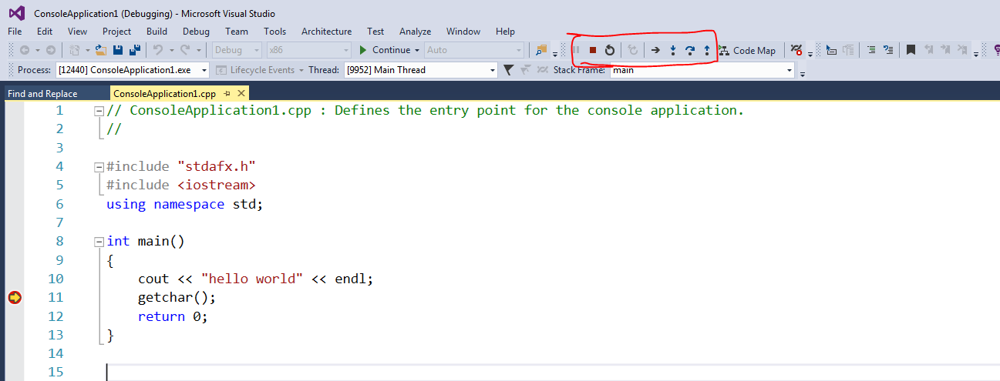 ConsoleApplication1 (Debugging) - Microsoft Visual Studio
File Edit View Project Build Debug Team Tools Architecture Test Analyze Window Help
Debug x86 Continue Auto Code Map
Process: [12440] ConsoleApplication1.exe Lifecycle Events Thread: [9952] Main Thread Stack Frame: main
Find and Replace ConsoleApplication1.cpp
1 // ConsoleApplication1.cpp : Defines the entry point for the console application.
2 //
3
4 #include "stdafx.h"
5 #include <iostream>
6 using namespace std;
7
8 int main()
9 {
10 cout << "hello world" << endl;
11 getchar();
12 return 0;
13 }
14
15